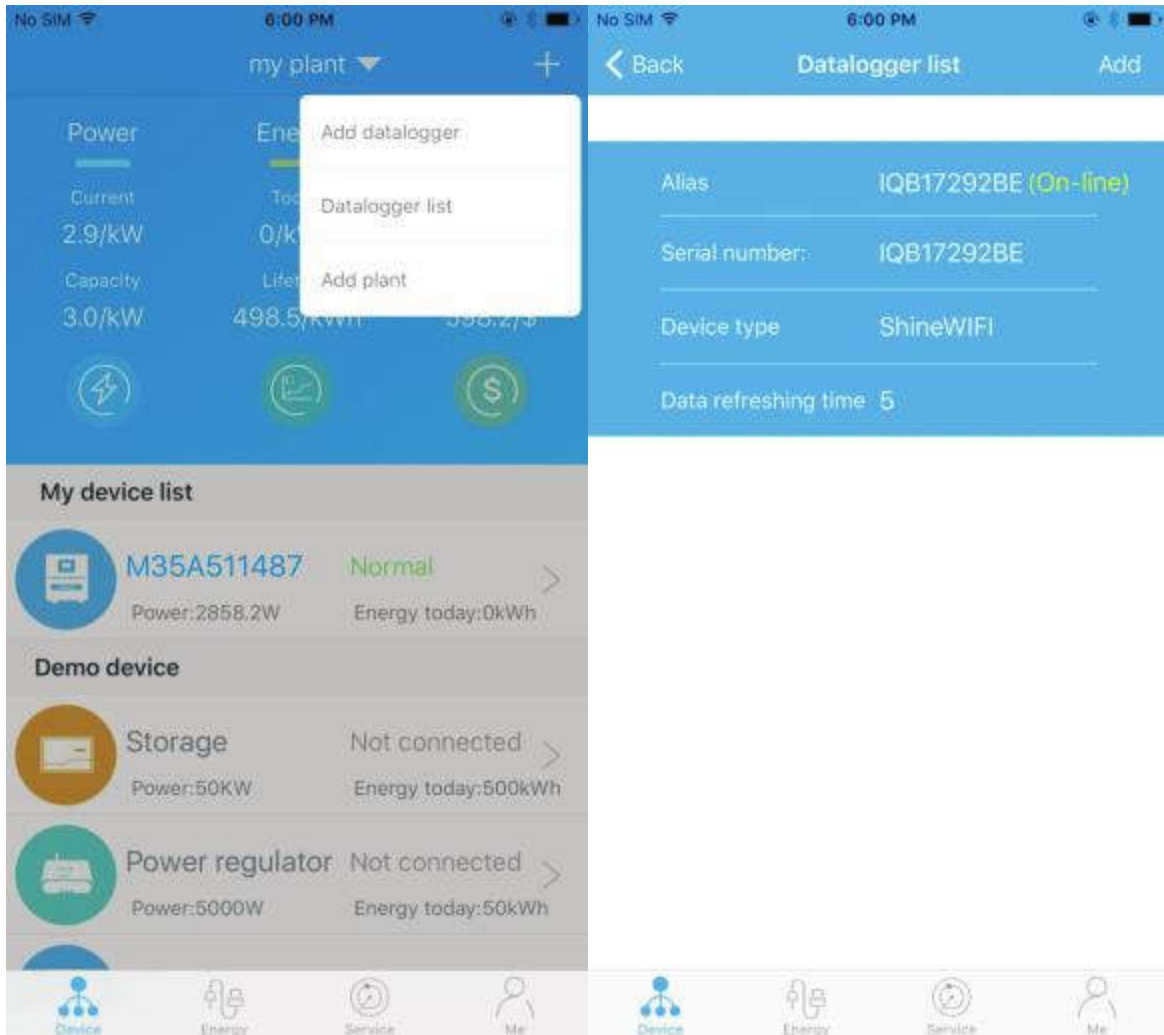 No SIM 6:00 PM
my plant
Power
Ene
Add datalogger
Current
Datalogger list
2.9/kW
0/k
Capacity
Add plant
3.0/kW
498.5/kWh
598.2/$
My device list
M35A511487 Normal
Power:2858.2W Energy today:0kWh
Demo device
Storage Not connected
Power:50KW Energy today:500kWh
Power regulator Not connected
Power:5000W Energy today:50kWh
Device Energy Service Me
No SIM 6:00 PM
Back Datalogger list Add
Alias IQB17292BE (On-line)
Serial number: IQB17292BE
Device type ShineWIFI
Data refreshing time 5
Device Energy Service Me